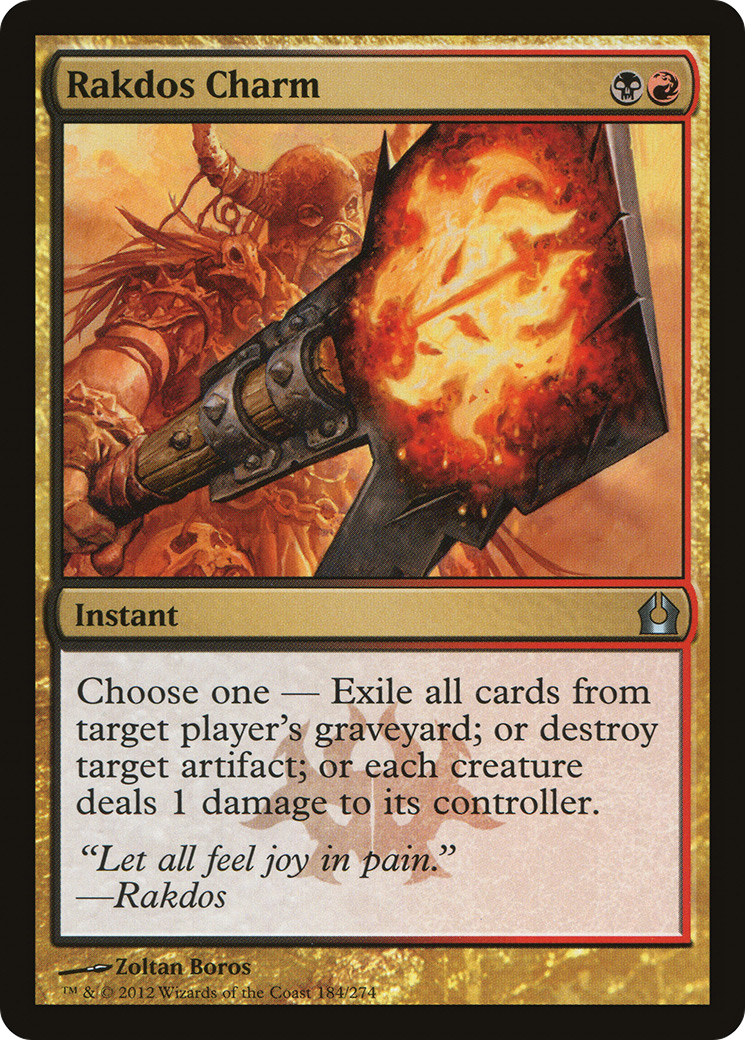 Rakdos Charm
Instant
Choose one — Exile all cards from
target player's graveyard; or destroy
target artifact; or each creature
deals 1 damage to its controller.
“Let all feel joy in pain.”
—Rakdos
Zoltan Boros
™ & © 2012 Wizards of the Coast 184/274